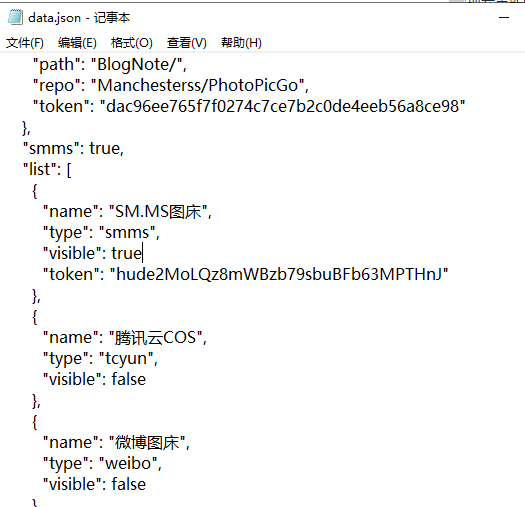 data.json - 记事本
文件(F) 编辑(E) 格式(O) 查看(V) 帮助(H)
"path": "BlogNote/",
"repo": "Manchesterss/PhotoPicGo",
"token": "dac96ee765f7f0274c7ce7b2c0de4eeb56a8ce98"
},
"smms": true,
"list": [
{
"name": "SM.MS图床",
"type": "smms",
"visible": true
"token": "hude2MoLQz8mWBzb79sbuBFb63MPTHnJ"
},
{
"name": "腾讯云COS",
"type": "tcyun",
"visible": false
},
{
"name": "微博图床",
"type": "weibo",
"visible": false
}